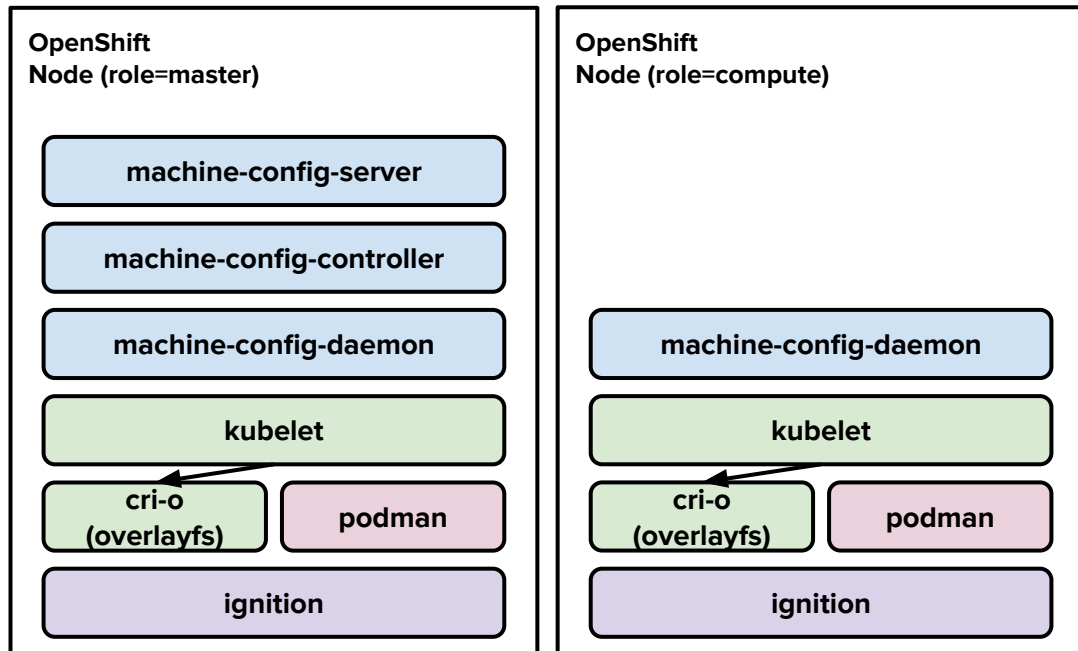 OpenShift
Node (role=master)
machine-config-server
machine-config-controller
machine-config-daemon
kubelet
cri-o
(overlayfs)
podman
ignition
OpenShift
Node (role=compute)
machine-config-daemon
kubelet
cri-o
(overlayfs)
podman
ignition